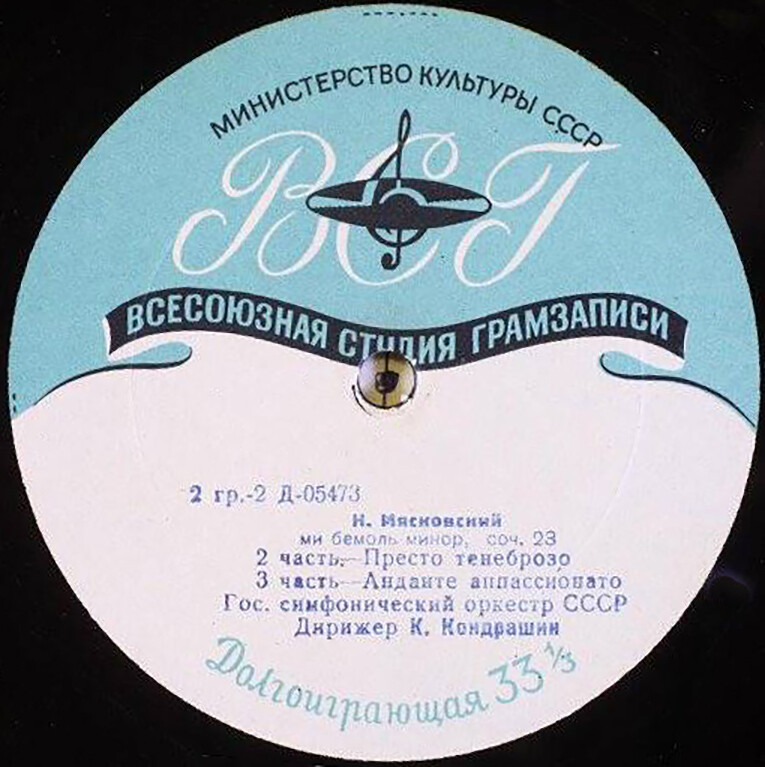 МИНИСТЕРСТВО КУЛЬТУРЫ СССР
ВСГ
ВСЕСОЮЗНАЯ СТУДИЯ ГРАМЗАПИСИ
2 гр.-2 Д-05473
Н. Мясковский
ми бемоль минор, соч. 23
2 часть.—Престо тенеброзо
3 часть—Анданте аппассионато
Гос. симфонический оркестр СССР
Дирижер К. Кондрашин
Долгоиграющая 33 1/3